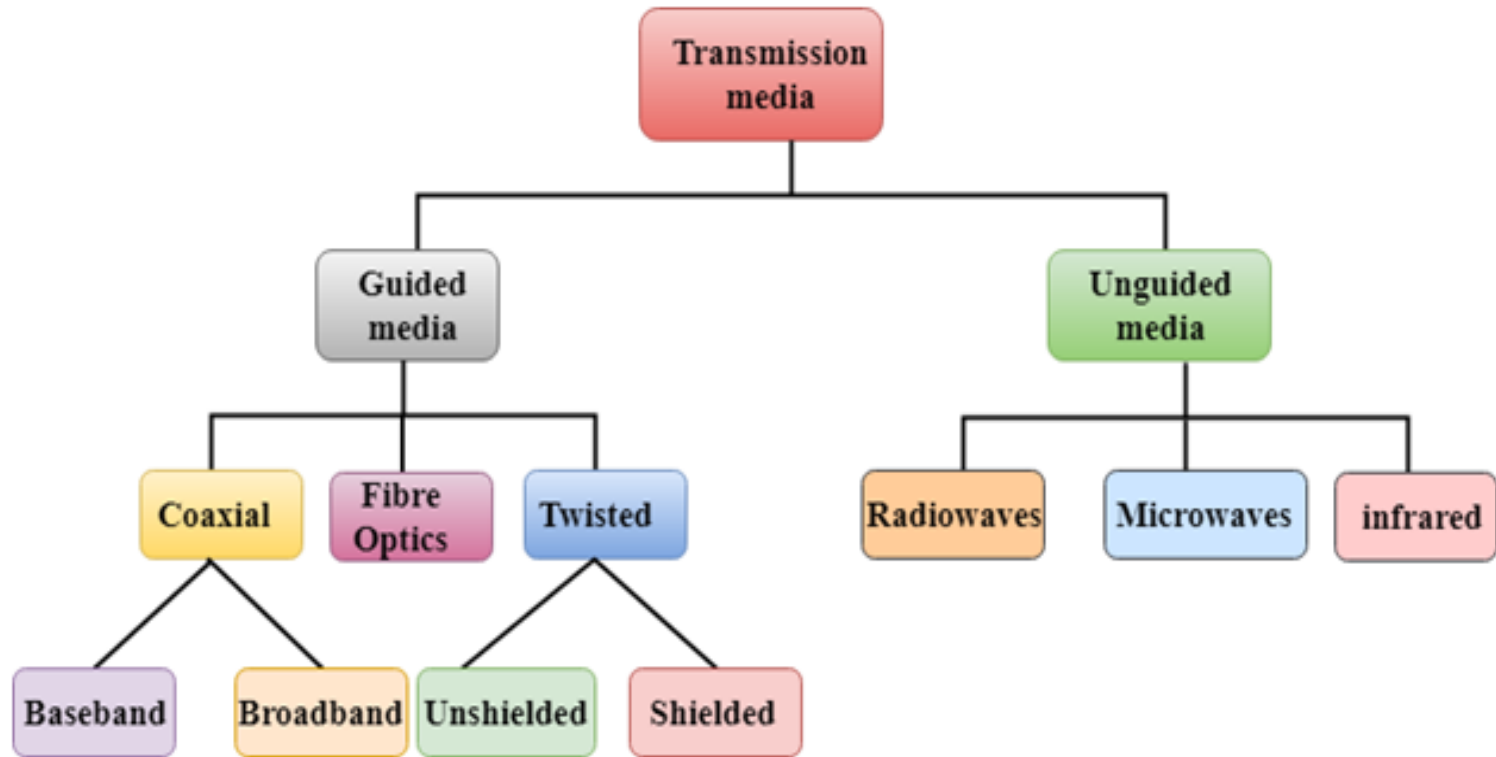 Transmission
media
Guided
media
Unguided
media
Coaxial
Fibre
Optics
Twisted
Radiowaves
Microwaves
infrared
Baseband
Broadband
Unshielded
Shielded